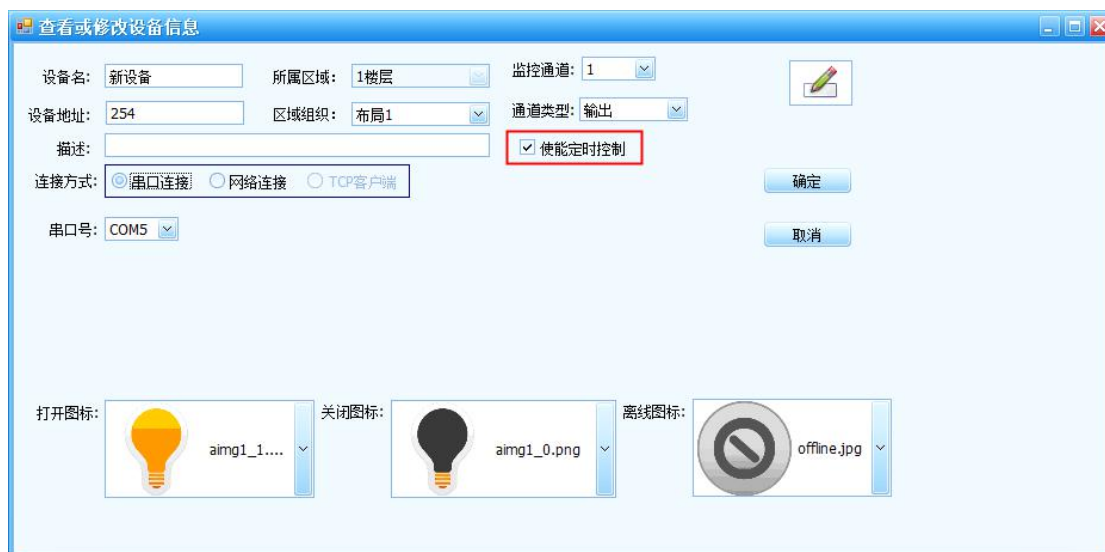 查看或修改设备信息
设备名: 新设备 所属区域: 1楼层 监控通道: 1
设备地址: 254 区域组织: 布局1 通道类型: 输出
描述: 使能定时控制
连接方式: 串口连接 网络连接 TCP客户端 确定
串口号: COM5 取消
打开图标: aimg1_1.... 关闭图标: aimg1_0.png 离线图标: offline.jpg